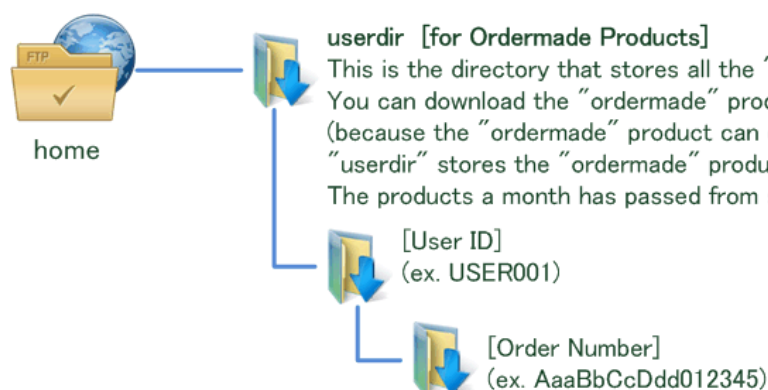 FTP
home
userdir [for Ordermade Products]
This is the directory that stores all the "
You can download the "ordermade"
(because the "ordermade" product can
"userdir" stores the "ordermade"
The products a month has passed from
[User ID]
(ex. USER001)
[Order Number]
(ex. AaaBbCcDdd012345)